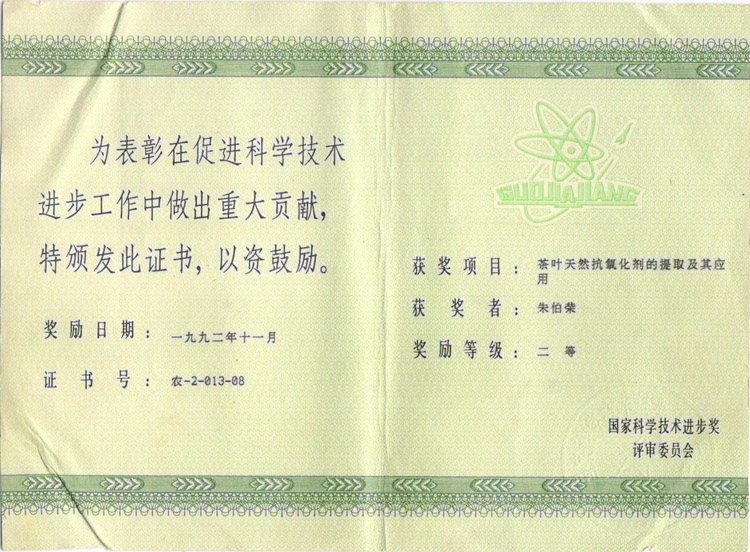 为表彰在促进科学技术
进步工作中做出重大贡献，
特颁发此证书，以资鼓励。
奖励日期：一九九二年十一月
证书号：农-2-013-08
GUOJIAJIANG
获奖项目：茶叶天然抗氧化剂的提取及其应
用
获奖者：朱伯荣
奖励等级：二等
国家科学技术进步奖
评审委员会